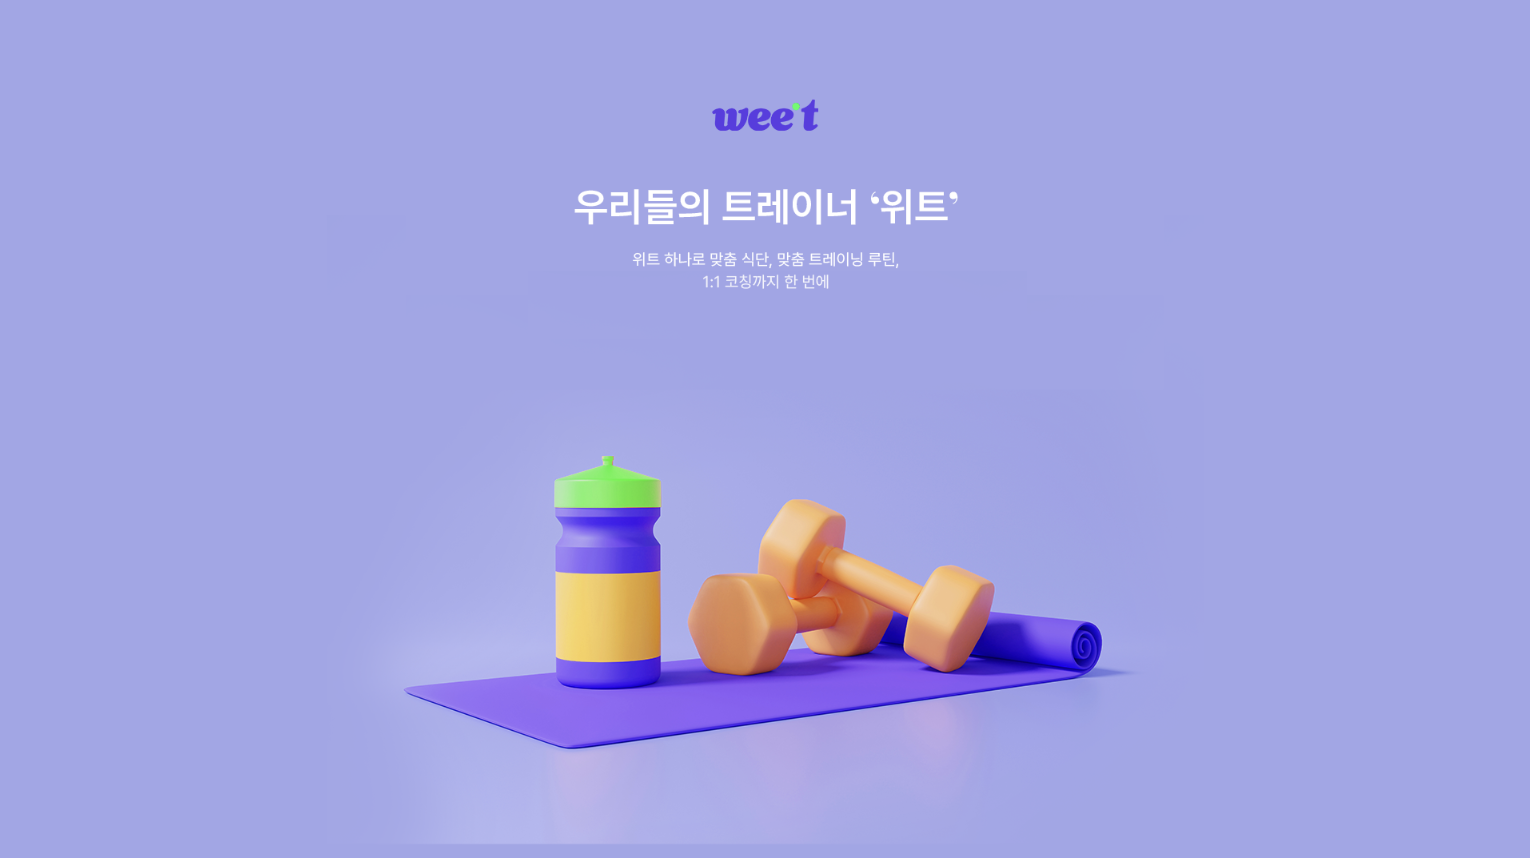 wee't
우리들의 트레이너 ‘위트’
위트 하나로 맞춤 식단, 맞춤 트레이닝 루틴,
1:1 코칭까지 한 번에